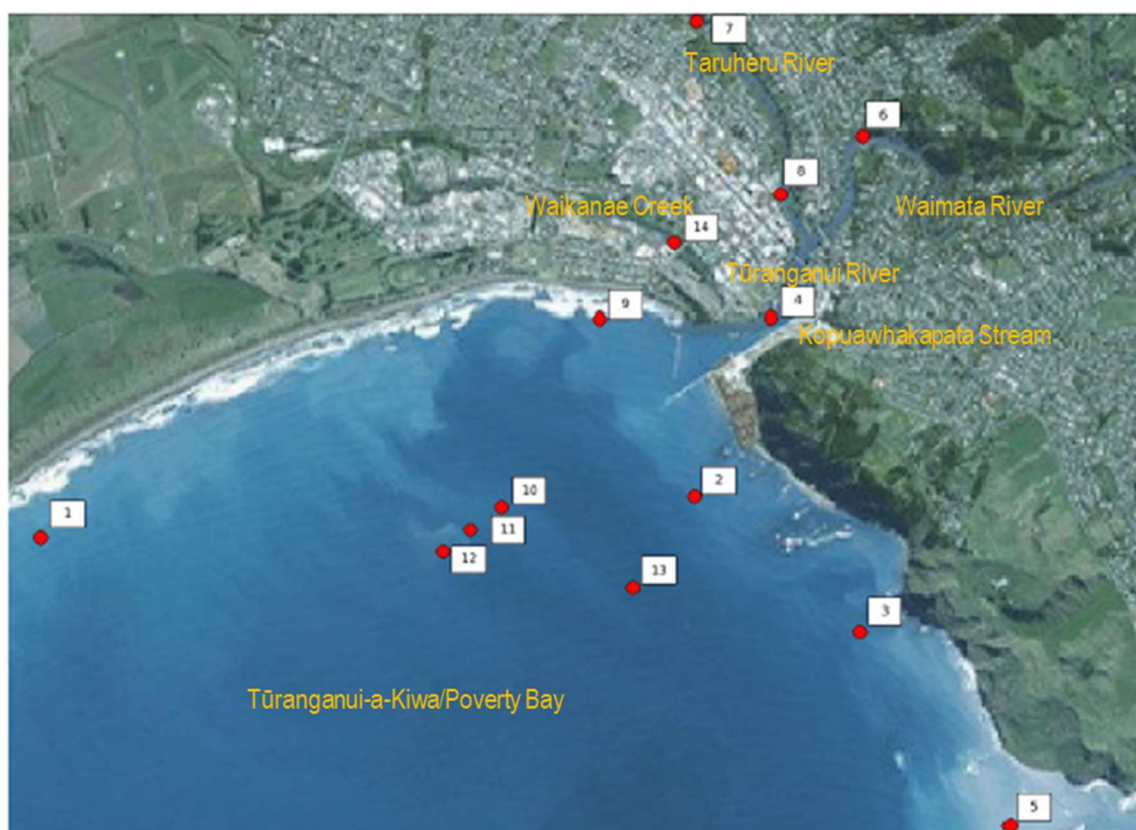 7
Taruheru River
6
8
Waikanae Creek
Waimata River
14
Tūranganui River
9
4
Kopuawhakapata Stream
2
10
1
11
12
13
3
Tūranganui-a-Kiwa/Poverty Bay
5